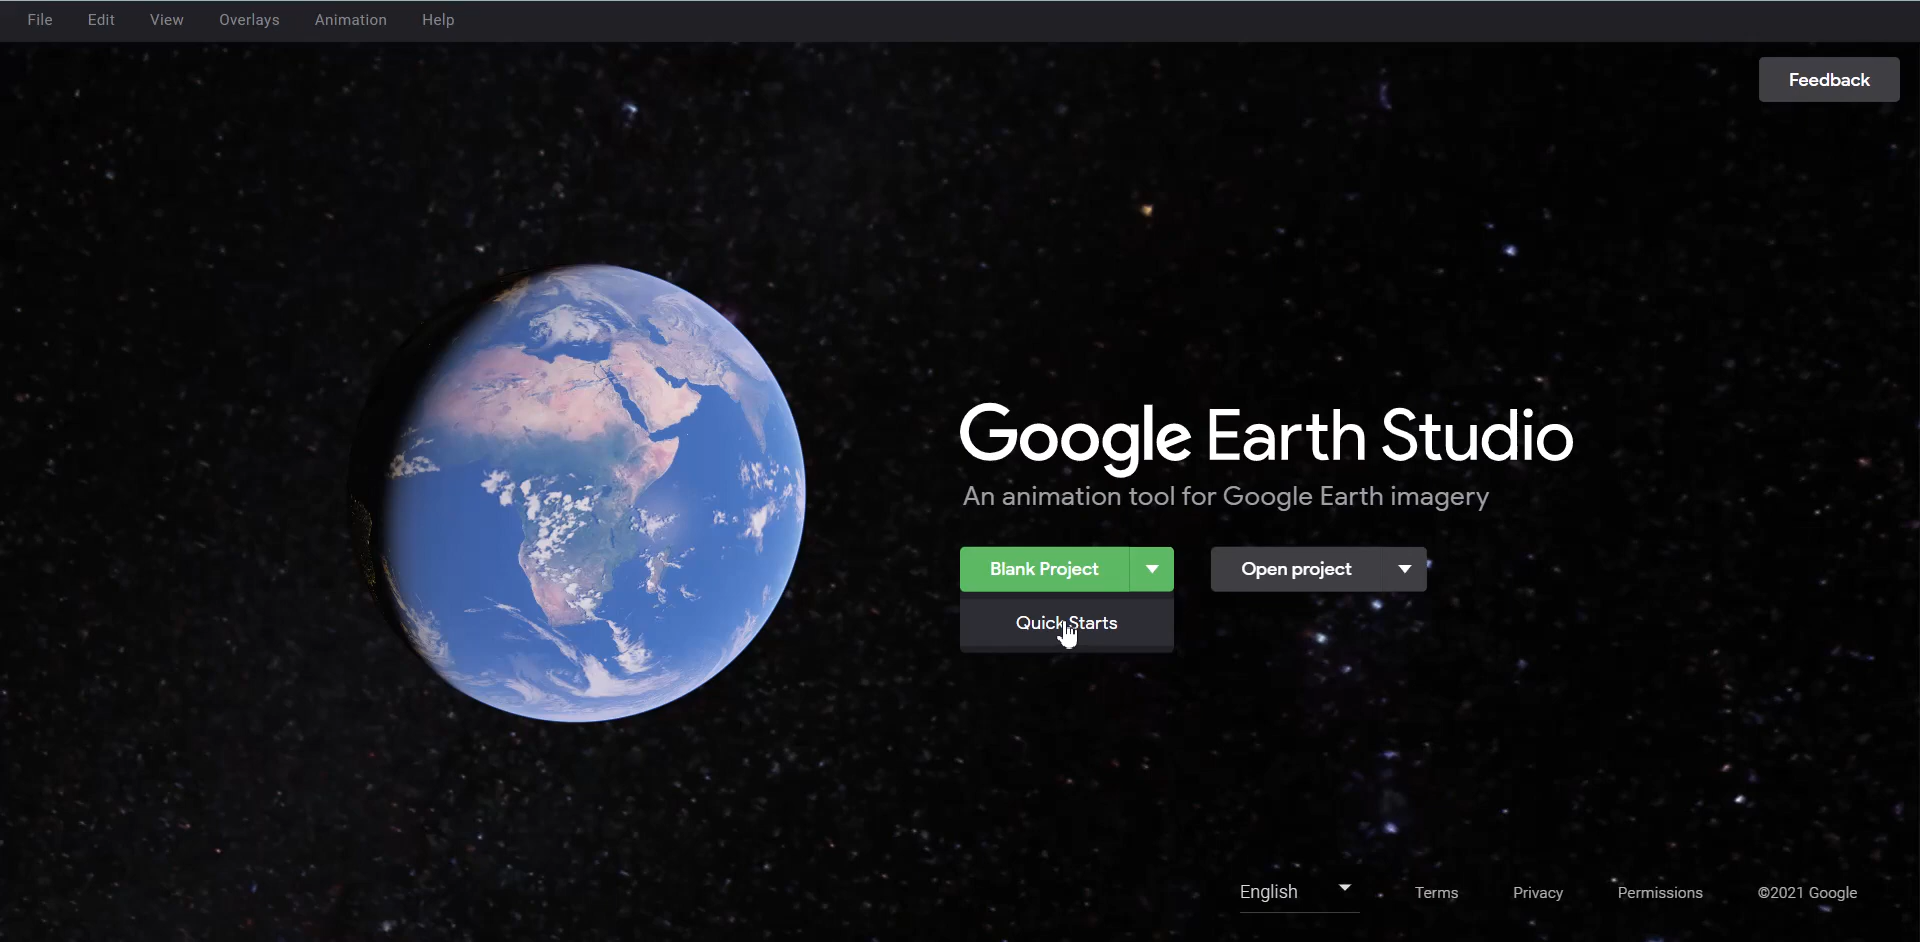 File Edit View Overlays Animation Help
Feedback
Google Earth Studio
An animation tool for Google Earth imagery
Blank Project
Open project
Quick Starts
English
Terms
Privacy
Permissions
©2021 Google